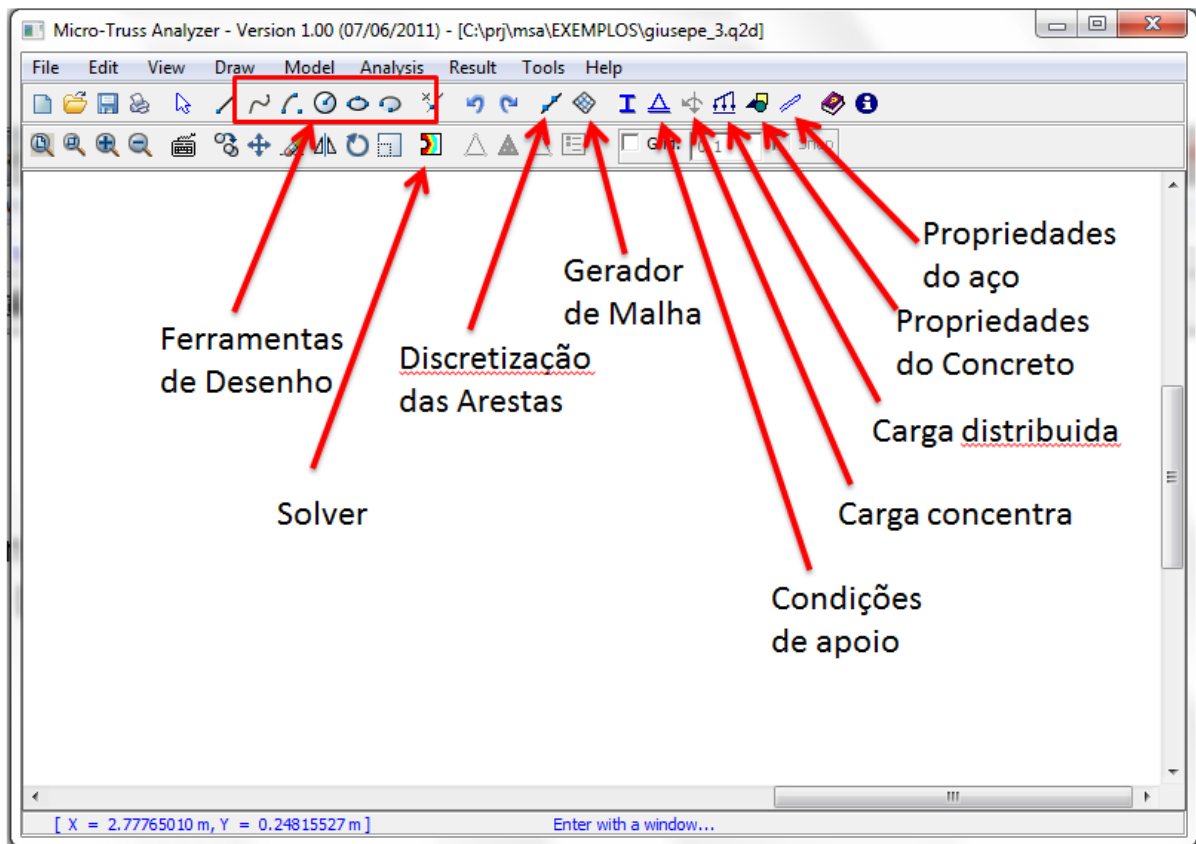 Micro-Truss Analyzer - Version 1.00 (07/06/2011) - [C:\prj\msa\EXEMPLOS\giusepe_3.q2d]
File Edit View Draw Model Analysis Result Tools Help
Propriedades
do aço
Gerador
de Malha
Propriedades
do Concreto
Ferramentas
de Desenho
Discretização
das Arestas
Carga distribuida
Solver
Carga concentra
Condições
de apoio
[ X = 2.77765010 m, Y = 0.24815527 m ] Enter with a window...